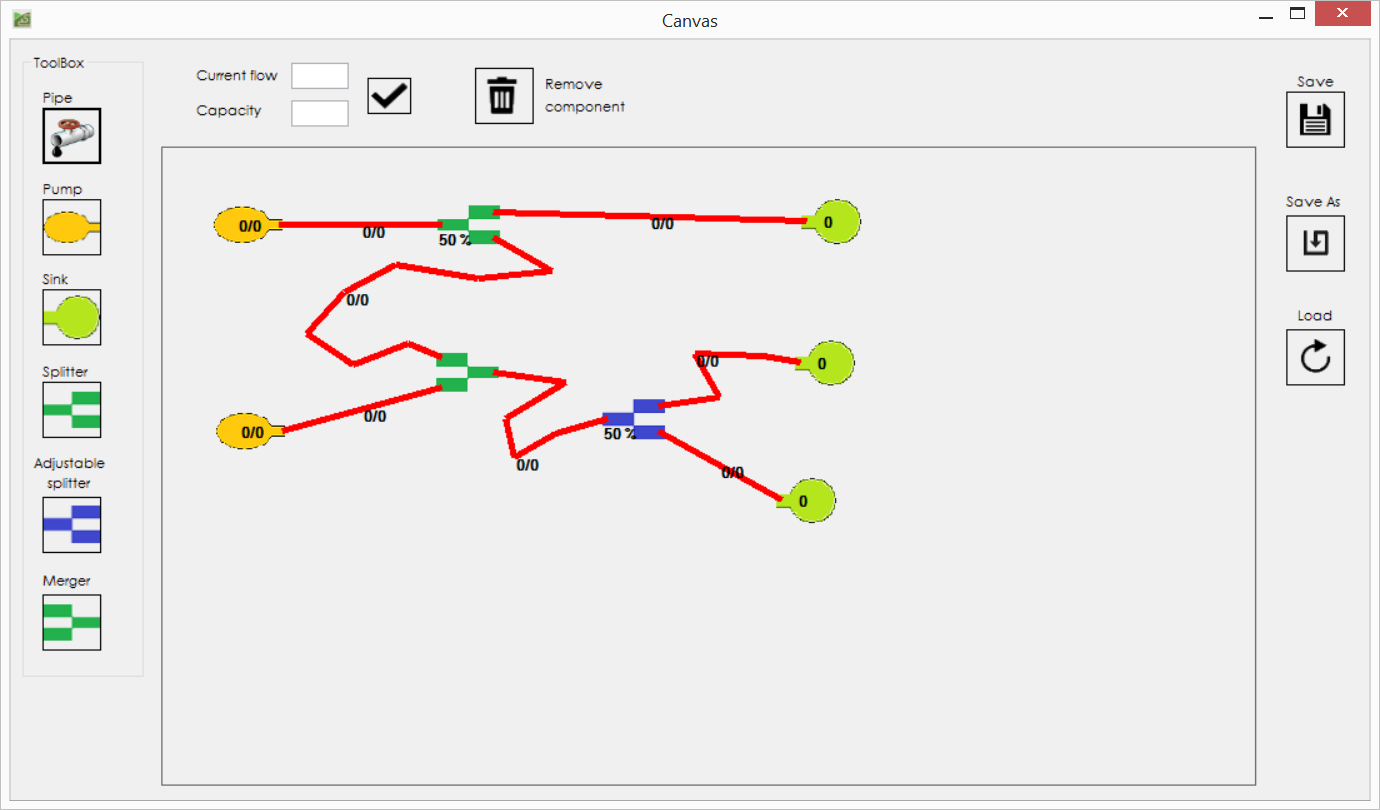 Canvas
ToolBox
Pipe
Pump
Sink
Splitter
Adjustable
splitter
Merger
Current flow
Capacity
Remove
component
Save
Save As
Load
0/0
0/0
50 %
0/0
0
0/0
0/0
0
0/0
0/0
50 %
0/0
0/0
0